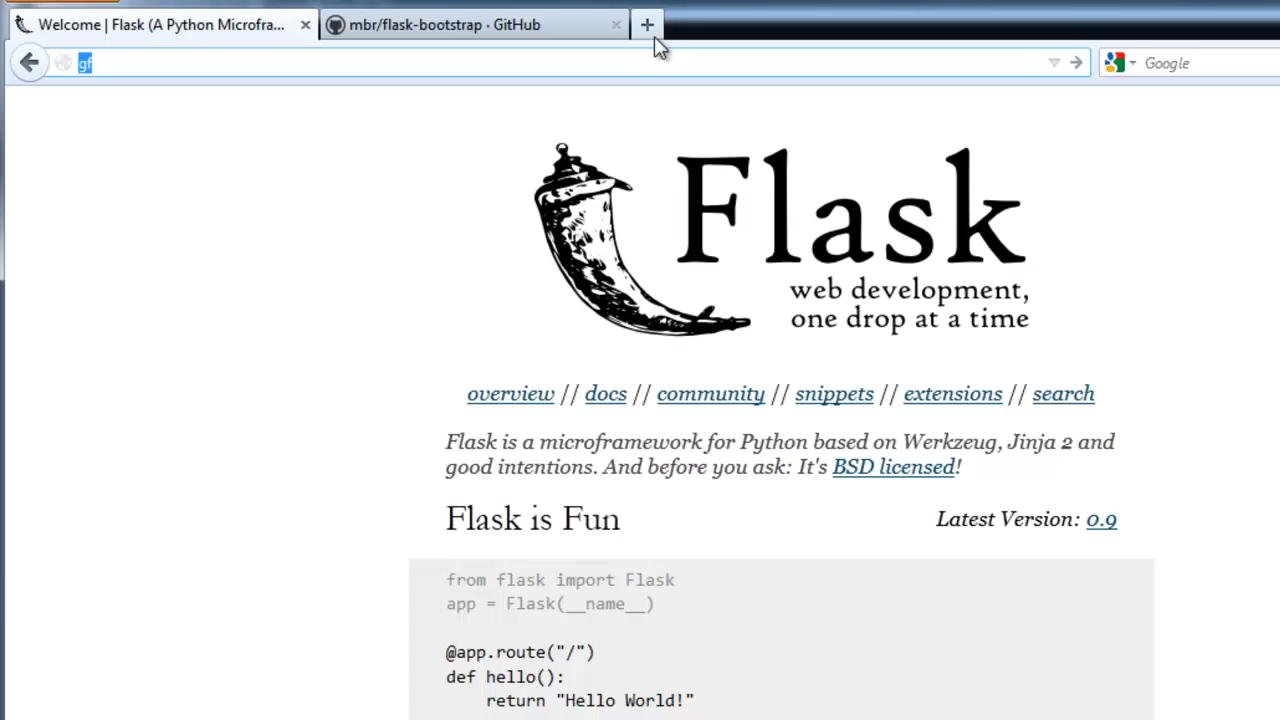 Welcome | Flask (A Python Microfra...
mbr/flask-bootstrap · GitHub
gf
Google
Flask
web development,
one drop at a time
overview // docs // community // snippets // extensions // search
Flask is a microframework for Python based on Werkzeug, Jinja 2 and
good intentions. And before you ask: It's BSD licensed!
Flask is Fun
Latest Version: 0.9
from flask import Flask
app = Flask(__name__)
@app.route("/")
def hello():
return "Hello World!"